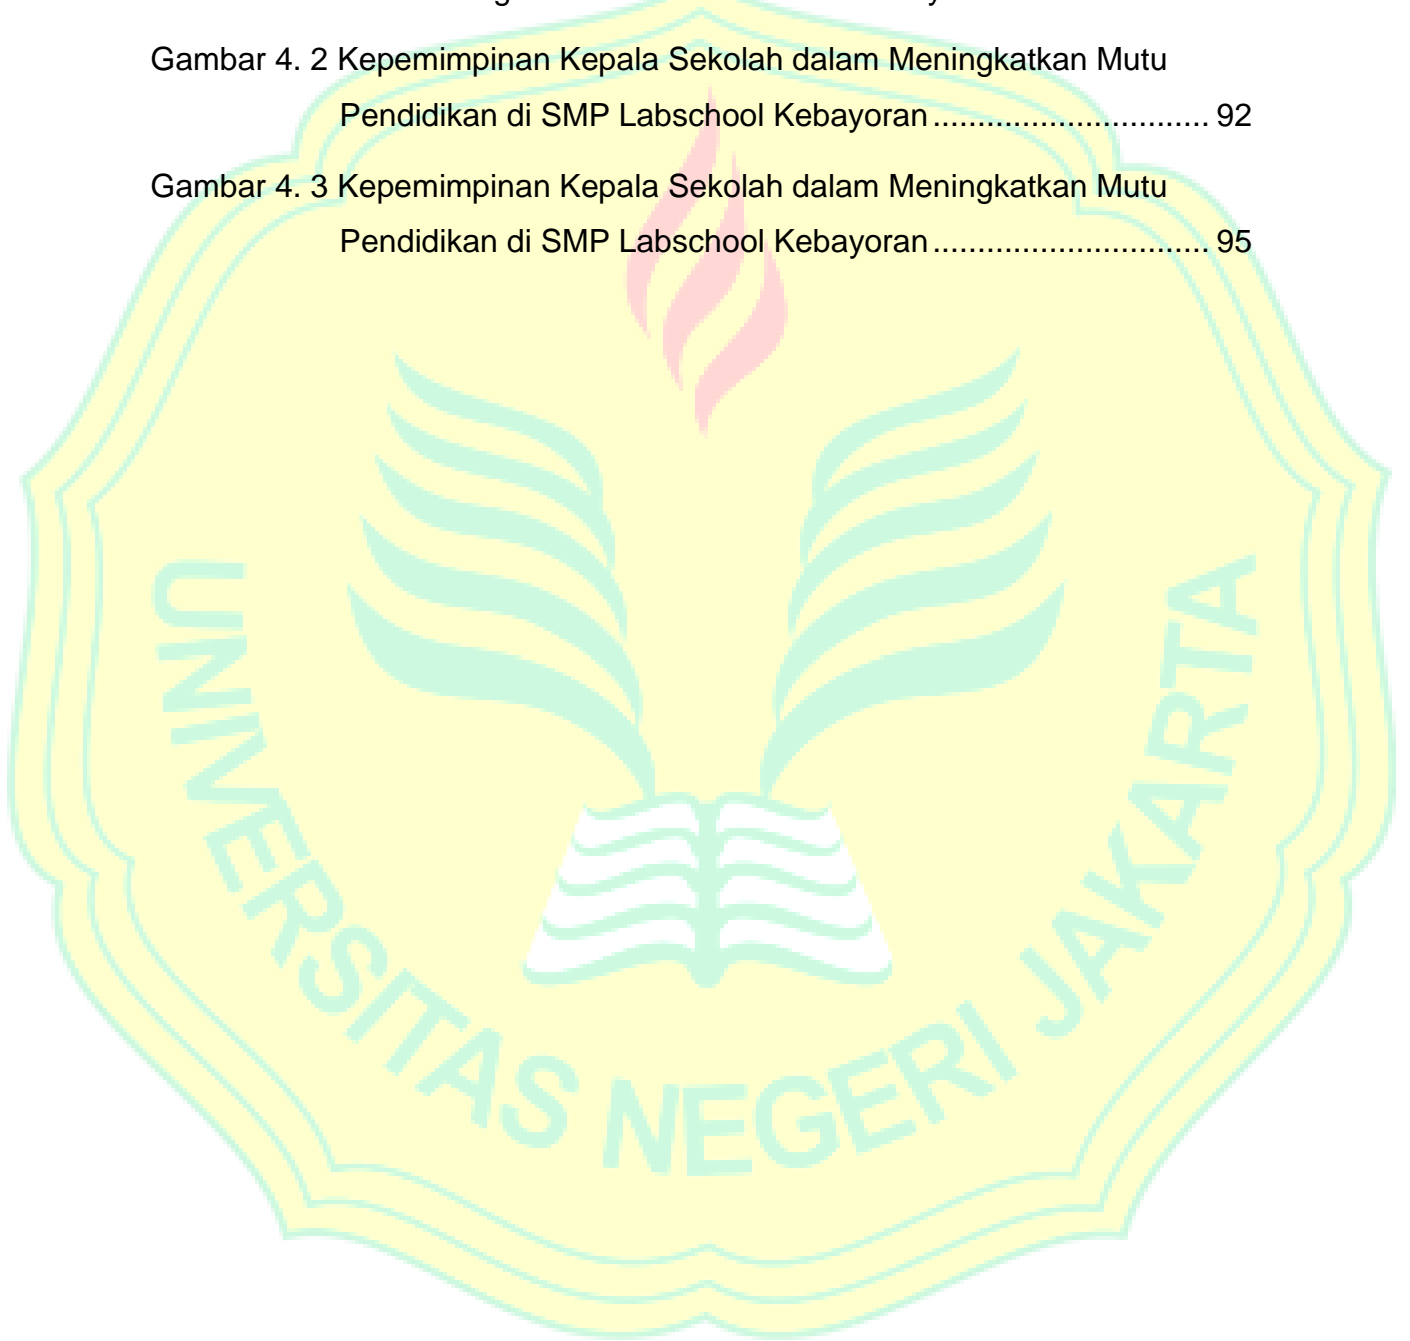 Gambar 4. 2 Kepemimpinan Kepala Sekolah dalam Meningkatkan Mutu
Pendidikan di SMP Labschool Kebayoran............................... 92
Gambar 4. 3 Kepemimpinan Kepala Sekolah dalam Meningkatkan Mutu
Pendidikan di SMP Labschool Kebayoran............................... 95
UNIVERSITAS NEGERI JAKARTA